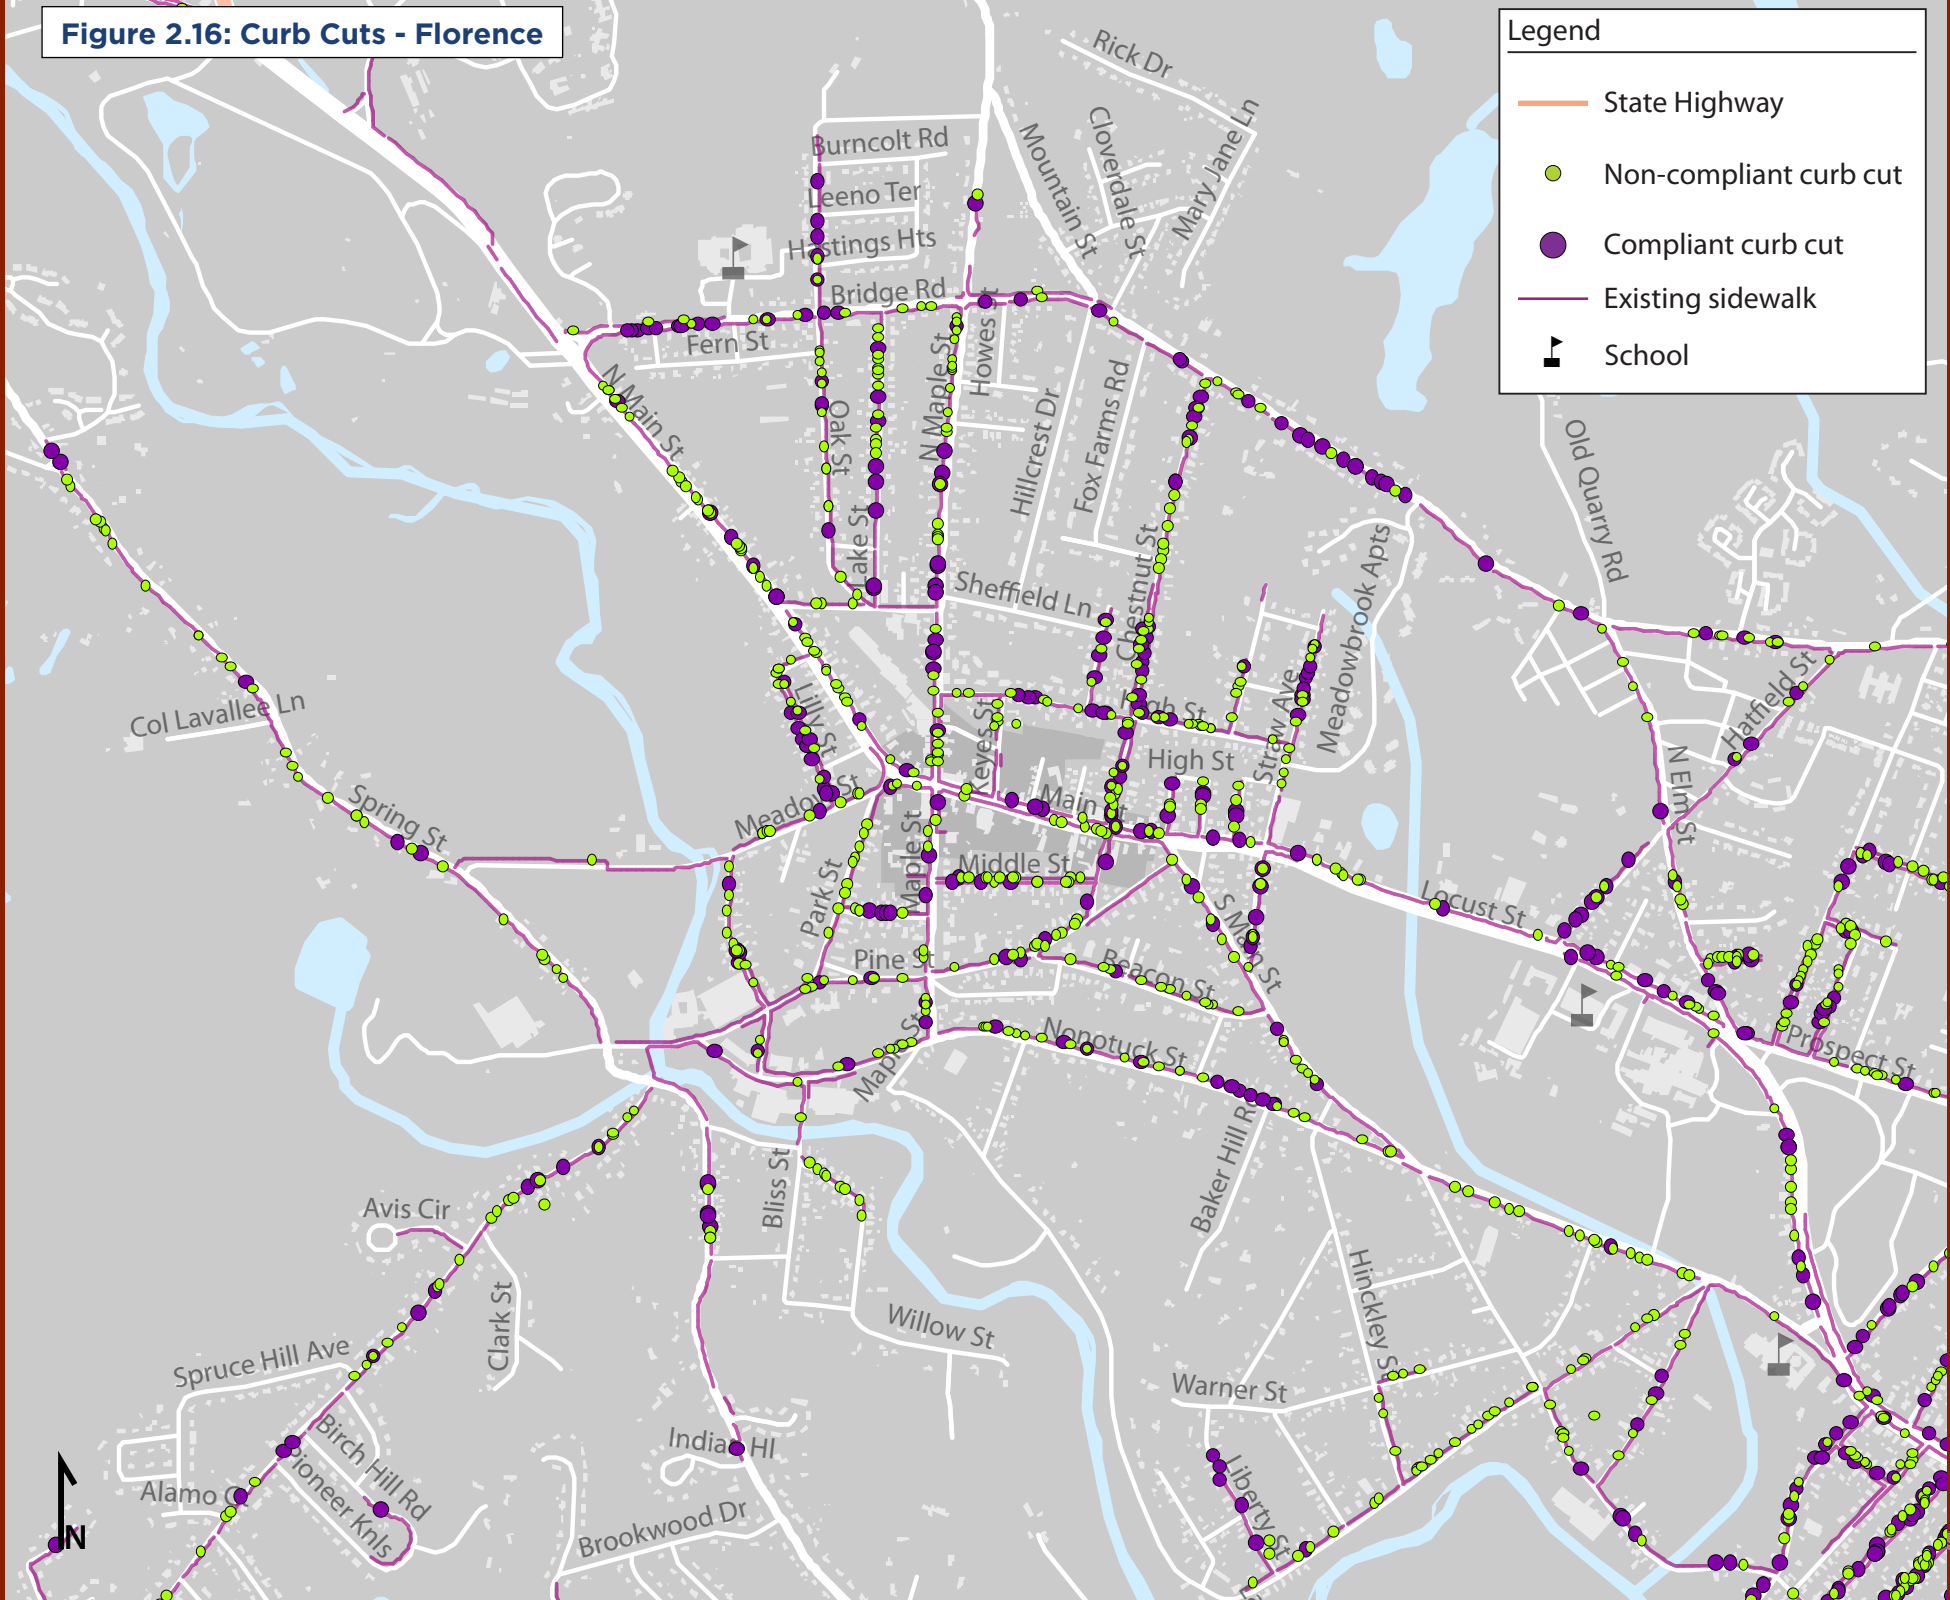 Figure 2.16: Curb Cuts - Florence
Legend
State Highway
Non-compliant curb cut
Compliant curb cut
Existing sidewalk
School
Rick Dr
Burncolt Rd
Mountain St
Cloverdale St
Mary Jane Ln
Leeno Ter
Hastings Hts
Bridge Rd
Fern St
N Main St
Oak St
Lake St
N Maple St
Howes St
Hillcrest Dr
Fox Farms Rd
Chestnut St
Sheffield Ln
Meadowbrook Apts
Old Quarry Rd
Col Lavallee Ln
Lilly St
Keyes St
High St
High St
Straw Ave
Hatfield St
N Elm St
Spring St
Meadow St
Main St
Maple St
Middle St
Park St
Locust St
S Main St
Pine St
Beacon St
Nonotuck St
Maple St
Prospect St
Baker Hill Rd
Bliss St
Avis Cir
Clark St
Hinckley St
Willow St
Spruce Hill Ave
Warner St
Birch Hill Rd
Pioneer Knls
Indian Hl
Liberty St
Alamo
Brookwood Dr
N